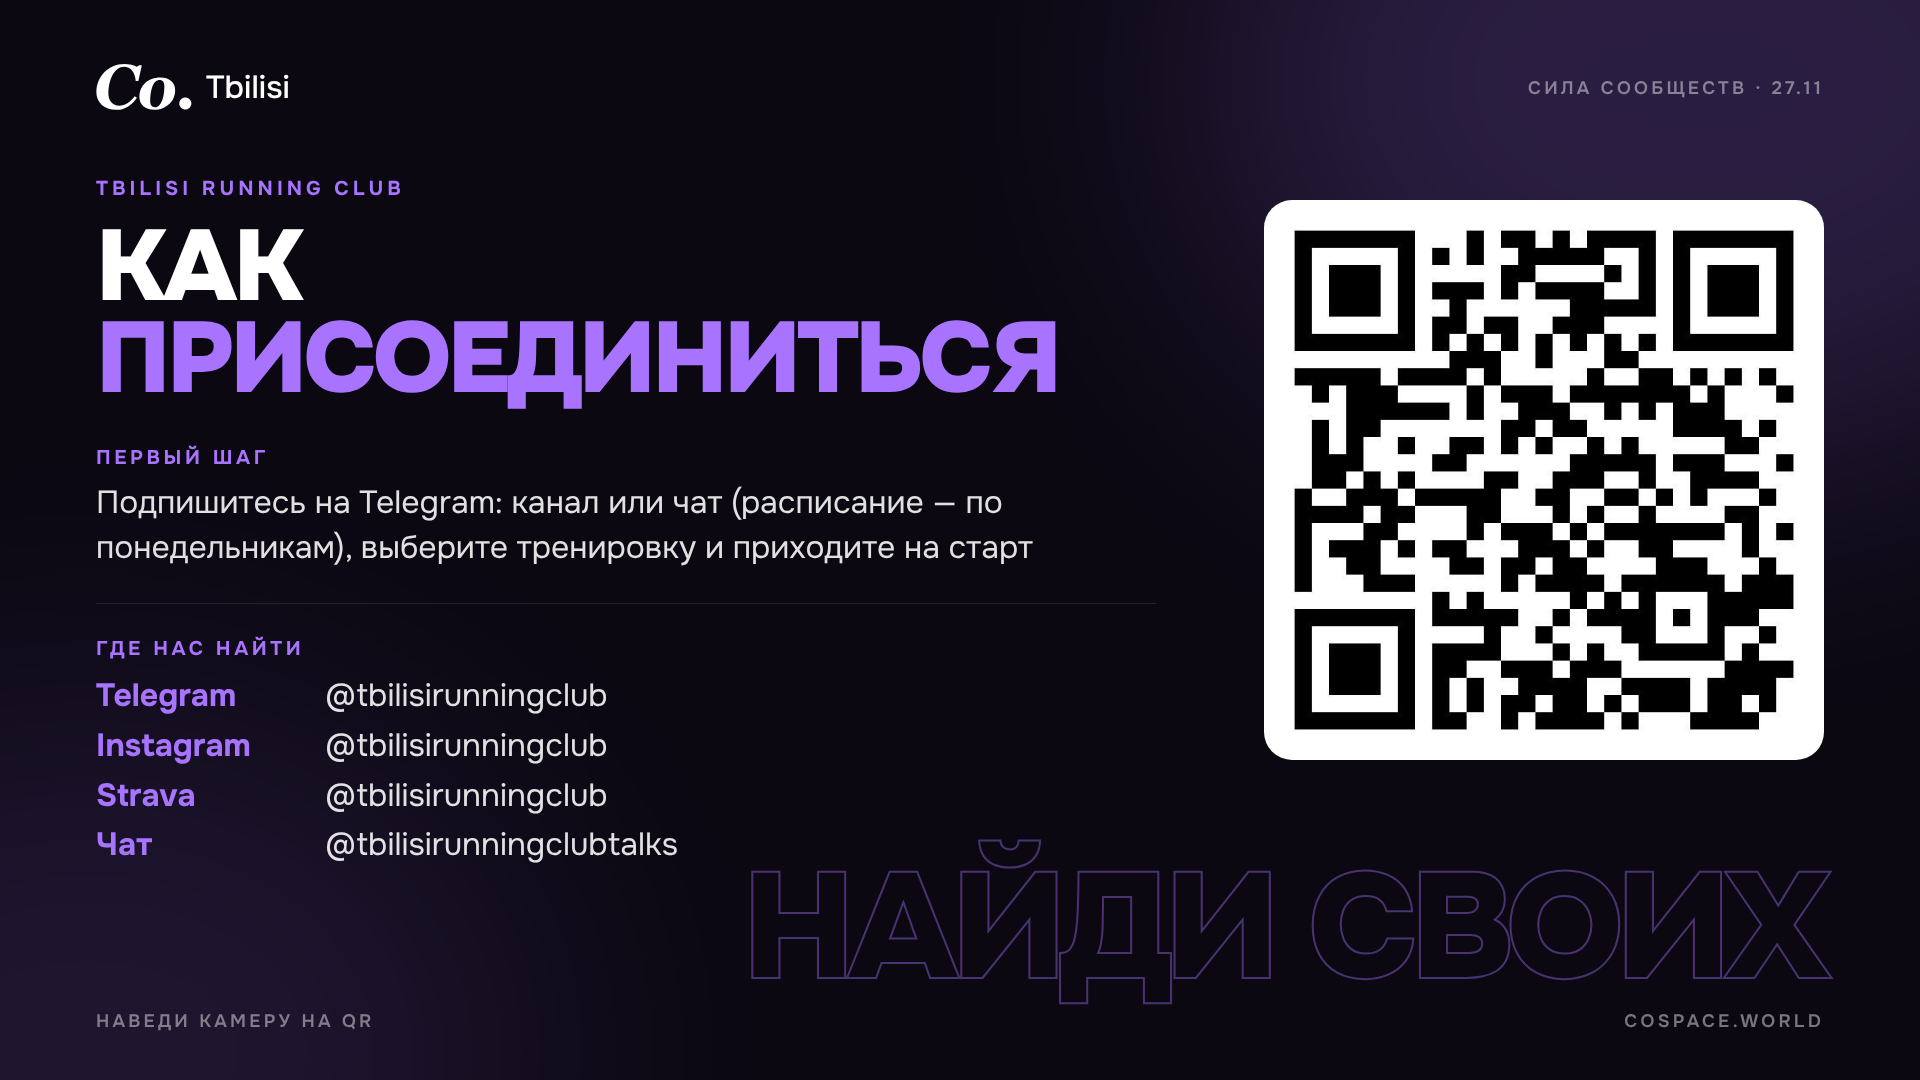 Co. Tbilisi
СИЛА СООБЩЕСТВ · 27.11
TBILISI RUNNING CLUB
КАК
ПРИСОЕДИНИТЬСЯ
ПЕРВЫЙ ШАГ
Подпишитесь на Telegram: канал или чат (расписание — по
понедельникам), выберите тренировку и приходите на старт
ГДЕ НАС НАЙТИ
Telegram @tbilisirunningclub
Instagram @tbilisirunningclub
Strava @tbilisirunningclub
Чат @tbilisirunningclubtalks
НАЙДИ СВОИХ
НАВЕДИ КАМЕРУ НА QR
COSPACE.WORLD